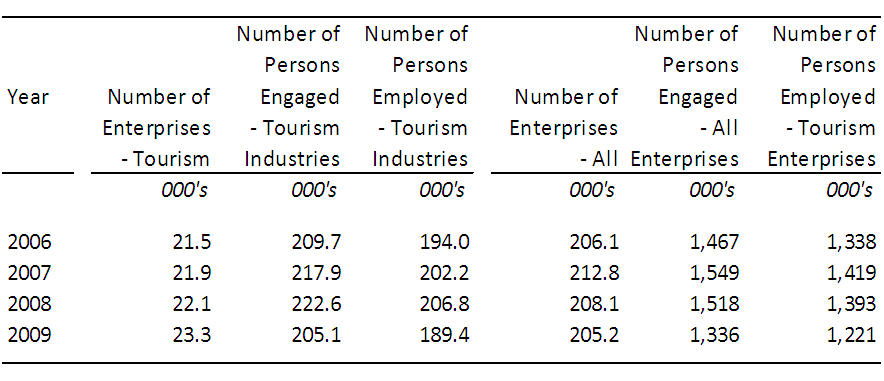 Number of Number of Number of Number of
Persons Persons Persons Persons
Year Number of Engaged Employed Number of Engaged Employed
Enterprises - Tourism - Tourism Enterprises - All - Tourism
- Tourism Industries Industries - All Enterprises Enterprises
000's 000's 000's 000's 000's 000's
2006 21.5 209.7 194.0 206.1 1,467 1,338
2007 21.9 217.9 202.2 212.8 1,549 1,419
2008 22.1 222.6 206.8 208.1 1,518 1,393
2009 23.3 205.1 189.4 205.2 1,336 1,221